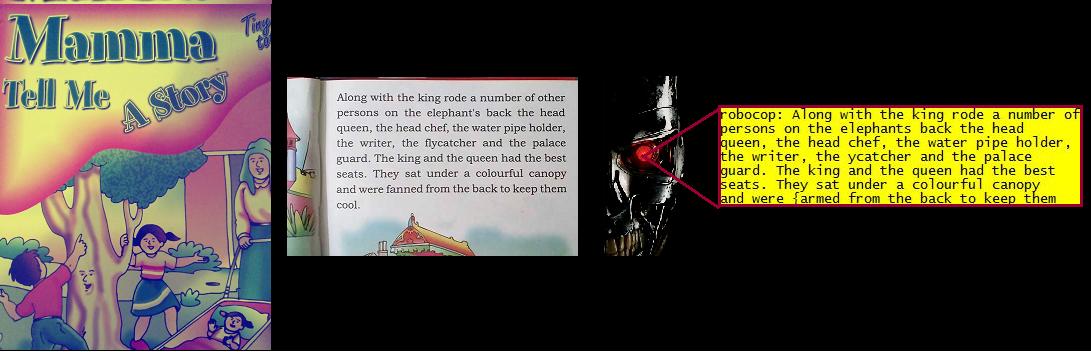 Mamma
Tell Me
A Story
Tiny
Along with the king rode a number of other
persons on the elephant's back the head
queen, the head chef, the water pipe holder,
the writer, the flycatcher and the palace
guard. The king and the queen had the best
seats. They sat under a colourful canopy
and were fanned from the back to keep them
cool.
robocop: Along with the king rode a number of
persons on the elephants back the head
queen, the head chef, the water pipe holder,
the writer, the ycatcher and the palace
guard. The king and the queen had the best
seats. They sat under a colourful canopy
and were {armed from the back to keep them